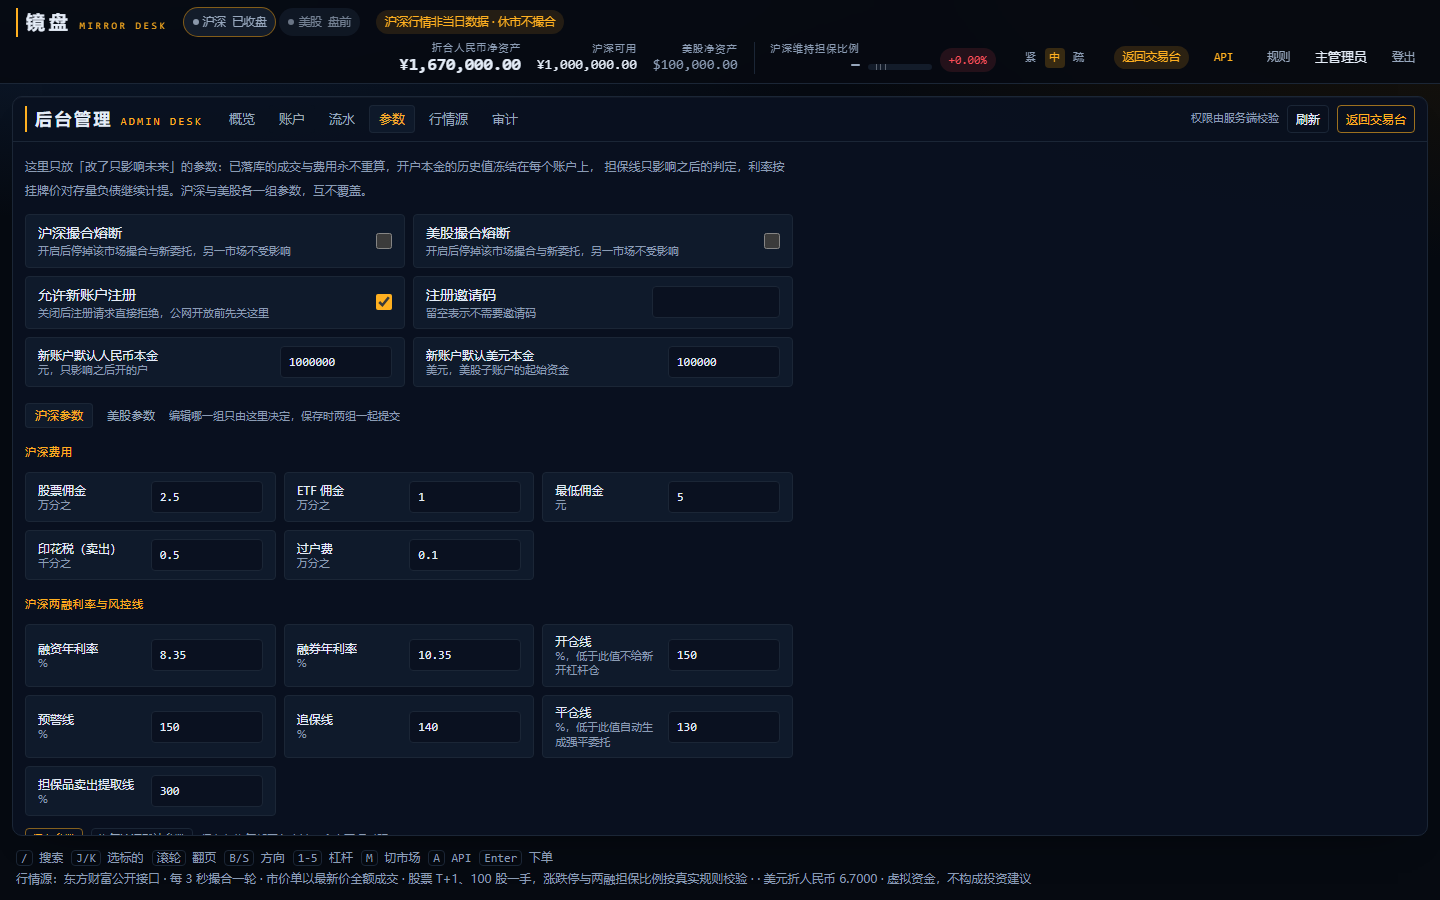 镜盘 MIRROR DESK 沪深 已收盘 美股 盘前 沪深行情非当日数据 · 休市不撮合
折合人民币净资产 沪深可用 美股净资产 沪深维持担保比例
¥1,670,000.00 ¥1,000,000.00 $100,000.00 — +0.00% 紧 中 疏 返回交易台 API 规则 主管理员 登出
后台管理 ADMIN DESK 概览 账户 流水 参数 行情源 审计 权限由服务端校验 刷新 返回交易台
这里只放「改了只影响未来」的参数：已落库的成交与费用永不重算，开户本金的历史值冻结在每个账户上， 担保线只影响之后的判定，利率按
挂牌价对存量负债继续计提。沪深与美股各一组参数，互不覆盖。
沪深撮合熔断 美股撮合熔断
开启后停掉该市场撮合与新委托，另一市场不受影响 开启后停掉该市场撮合与新委托，另一市场不受影响
允许新账户注册 注册邀请码
关闭后注册请求直接拒绝，公网开放前先关这里 留空表示不需要邀请码
新账户默认人民币本金 1000000 新账户默认美元本金 100000
元，只影响之后开的户 美元，美股子账户的起始资金
沪深参数 美股参数 编辑哪一组只由这里决定，保存时两组一起提交
沪深费用
股票佣金 2.5 ETF 佣金 1 最低佣金 5
万分之 万分之 元
印花税（卖出） 0.5 过户费 0.1
千分之 万分之
沪深两融利率与风控线
融资年利率 8.35 融券年利率 10.35 开仓线 150
% % %，低于此值不给新
开杠杆仓
预警线 150 追保线 140 平仓线 130
% % %，低于此值自动生
成强平委托
担保品卖出提取线 300
%
/ 搜索 J/K 选标的 滚轮 翻页 B/S 方向 1-5 杠杆 M 切市场 A API Enter 下单
行情源：东方财富公开接口 · 每 3 秒撮合一轮 · 市价单以最新价全额成交 · 股票 T+1、100 股一手，涨跌停与两融担保比例按真实规则校验 · · 美元折人民币 6.7000 · 虚拟资金，不构成投资建议